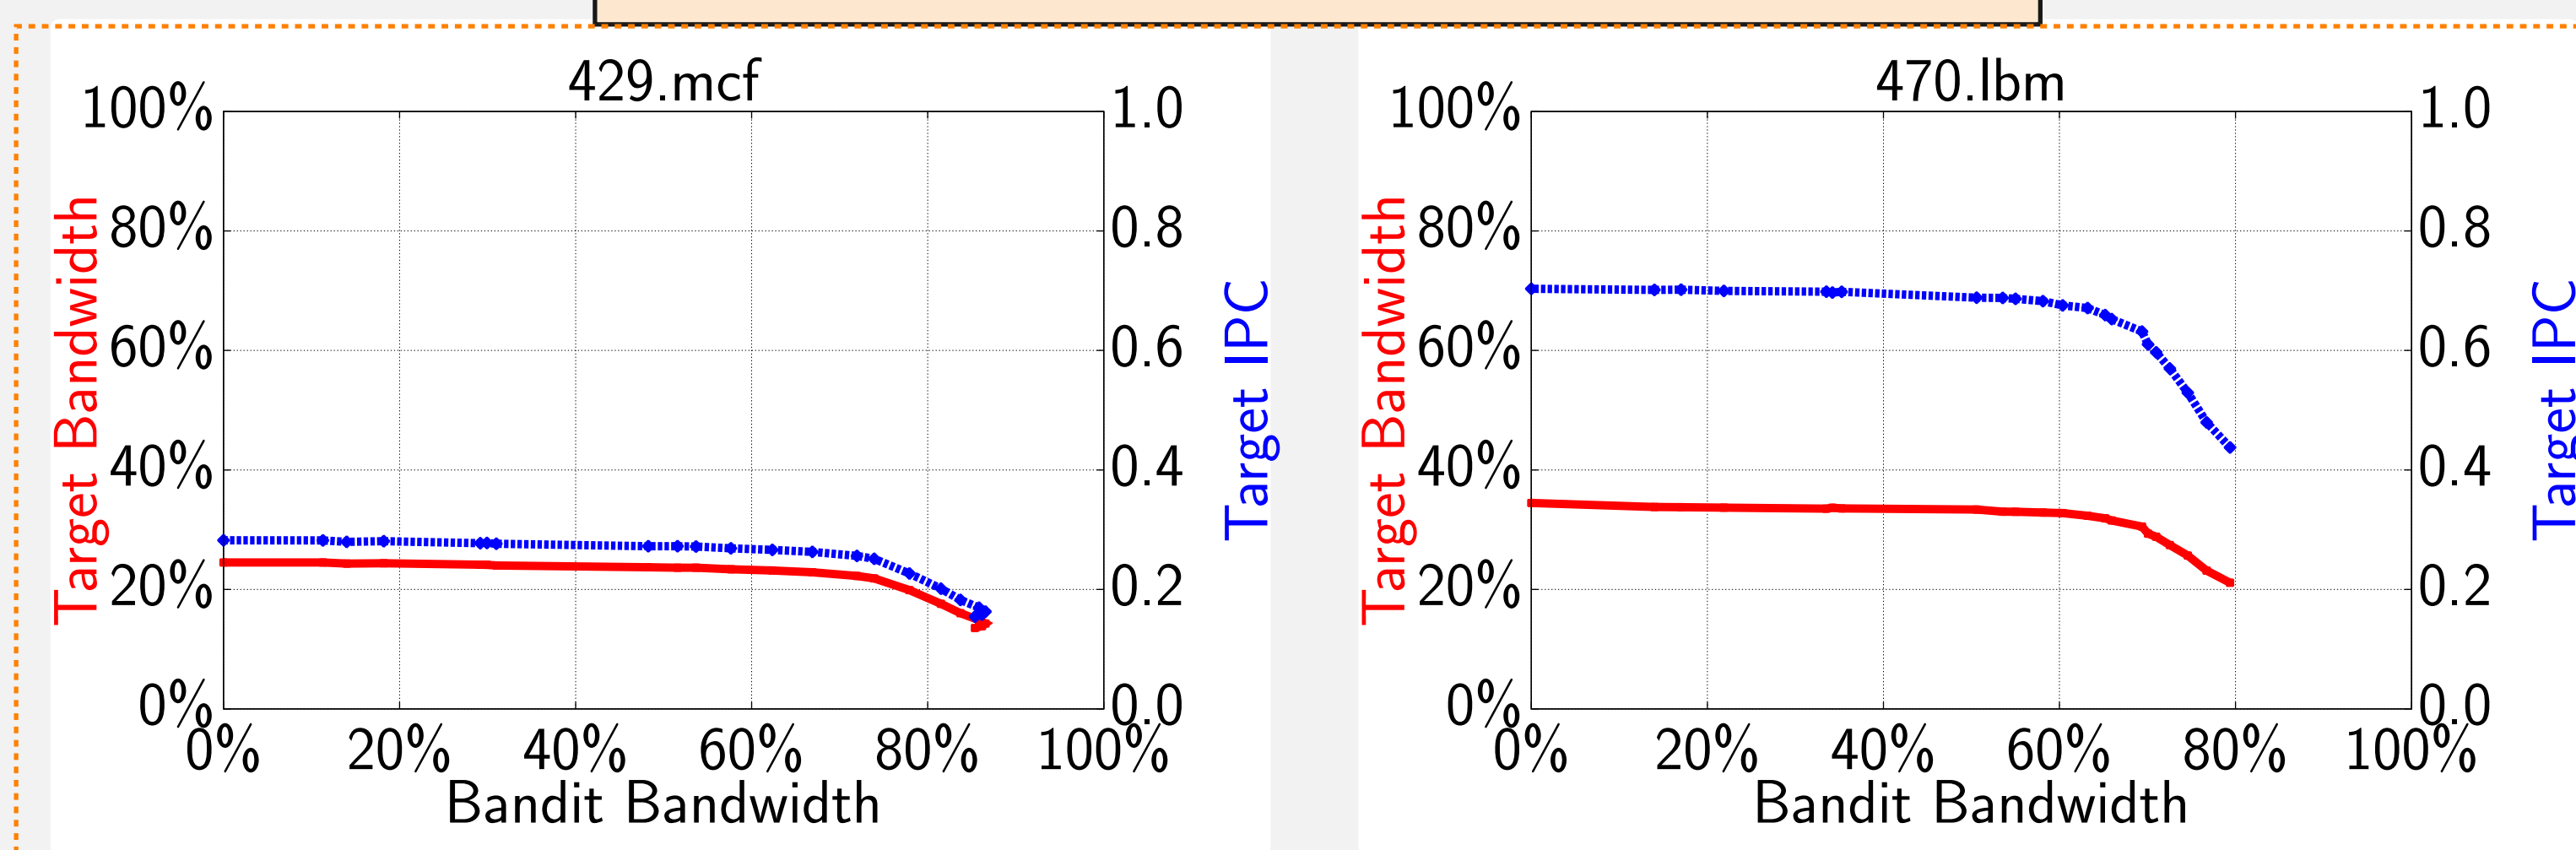 429.mcf
100%
80%
60%
40%
20%
0%
1.0
0.8
0.6
0.4
0.2
0.0
0% 20% 40% 60% 80% 100%
Target Bandwidth
Target IPC
Bandit Bandwidth
470.lbm
100%
80%
60%
40%
20%
0%
1.0
0.8
0.6
0.4
0.2
0.0
0% 20% 40% 60% 80% 100%
Target Bandwidth
Target IPC
Bandit Bandwidth